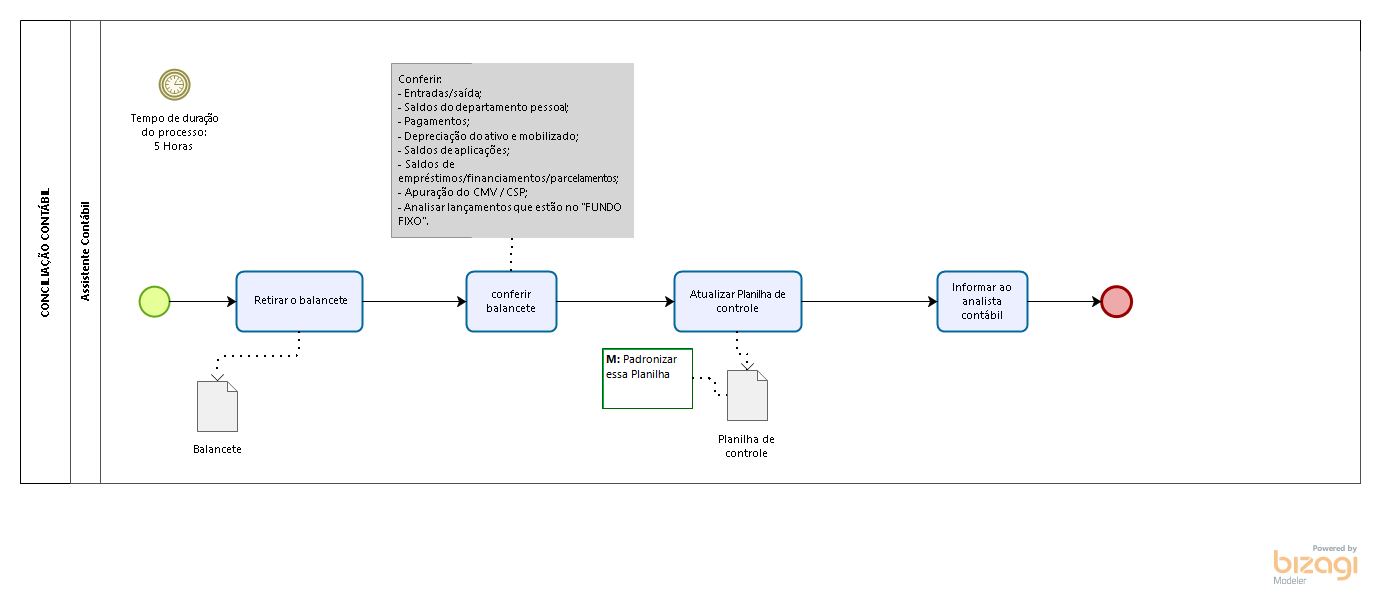 CONCILIAÇÃO CONTÁBIL
Assistente Contábil
Tempo de duração
do processo:
5 Horas
Conferir:
- Entradas/saída;
- Saldos do departamento pessoal;
- Pagamentos;
- Depreciação do ativo e mobilizado;
- Saldos de aplicações;
- Saldos de
empréstimos/financiamentos/parcelamentos;
- Apuração do CMV / CSP;
- Analisar lançamentos que estão no "FUNDO
FIXO".
Retirar o balancete
conferir
balancete
Atualizar Planilha de
controle
Informar ao
analista
contábil
M: Padronizar
essa Planilha
Balancete
Planilha de
controle
Powered by
bizagi
Modeler